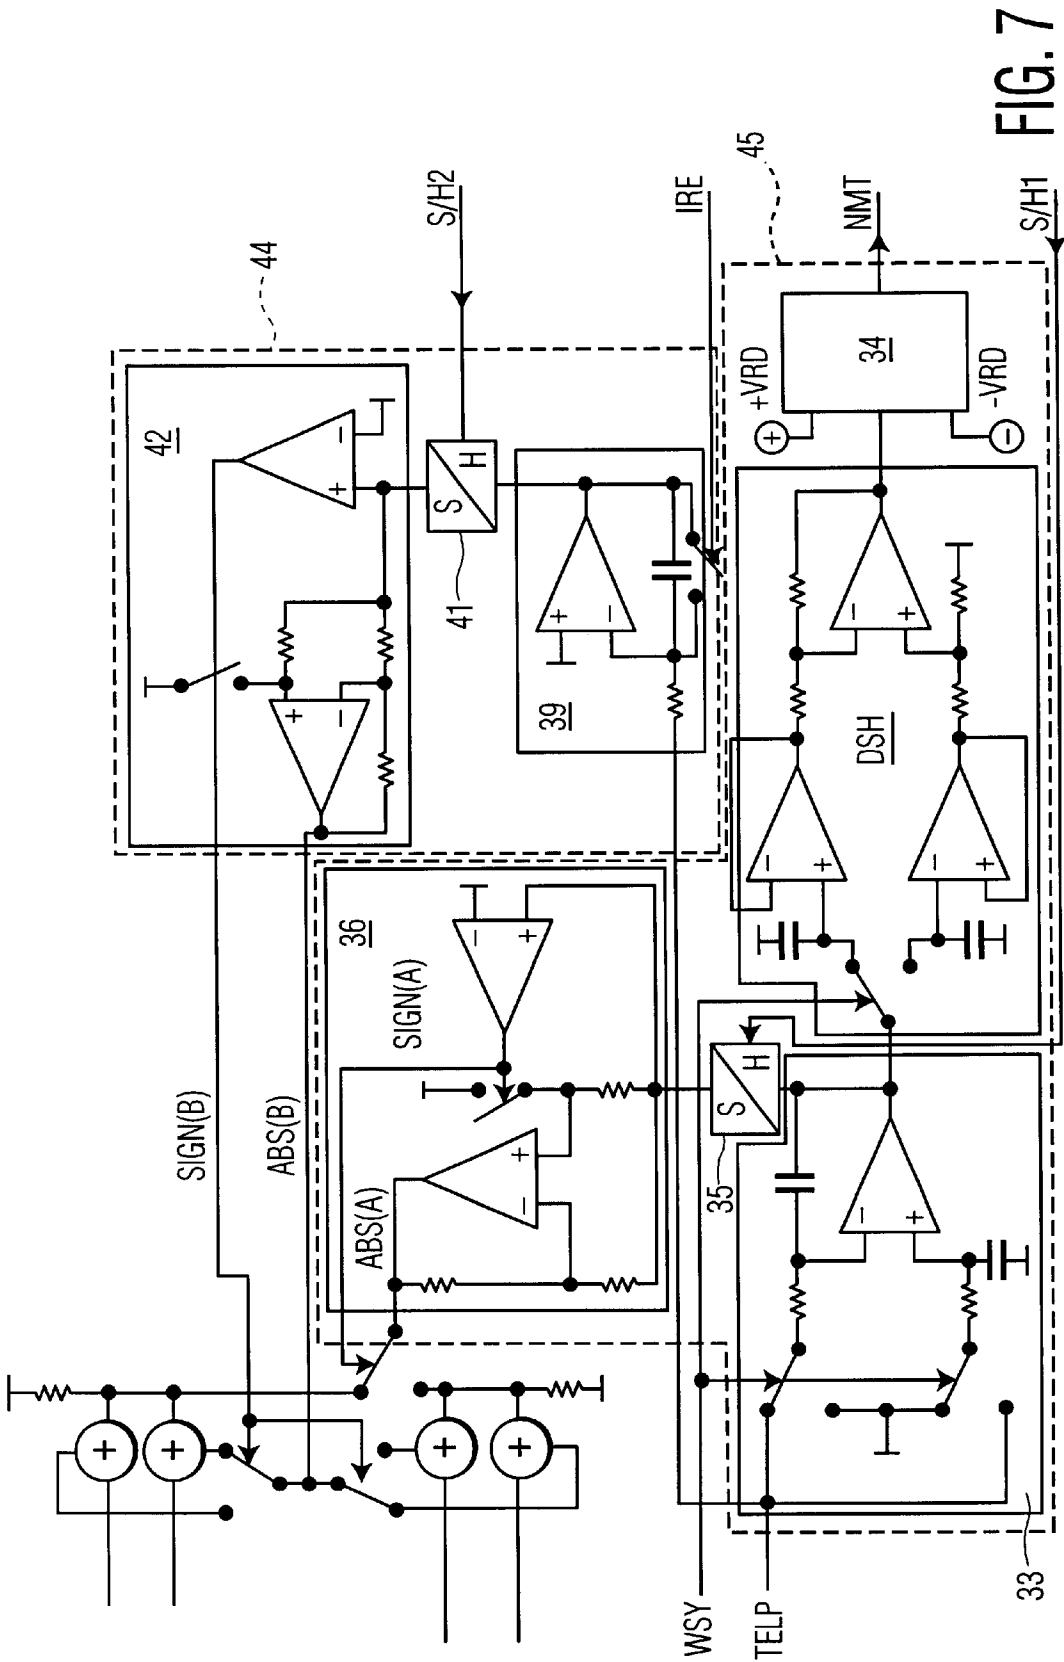 SIGN(B)
ABS(B)
44
42
+
-
+
-
S/H2
S
H
41
39
+
-
IRE
36
SIGN(A)
-
+
ABS(A)
-
+
+
+
+
+
WSY
TELP
33
35
S
H
-
+
DSH
-
+
-
+
-
+
+VRD
+
34
-VRD
-
45
NMT
S/H1
FIG. 7